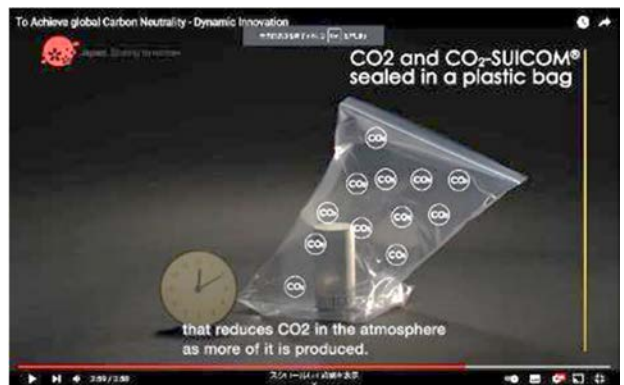 To Achieve global Carbon Neutrality - Dynamic Innovation
CO2 and CO₂-SUICOM®
sealed in a plastic bag
CO₂
CO₂
CO₂
CO₂
CO₂
CO₂
CO₂
CO₂
CO₂
CO₂
CO₂
CO₂
that reduces CO2 in the atmosphere
as more of it is produced.